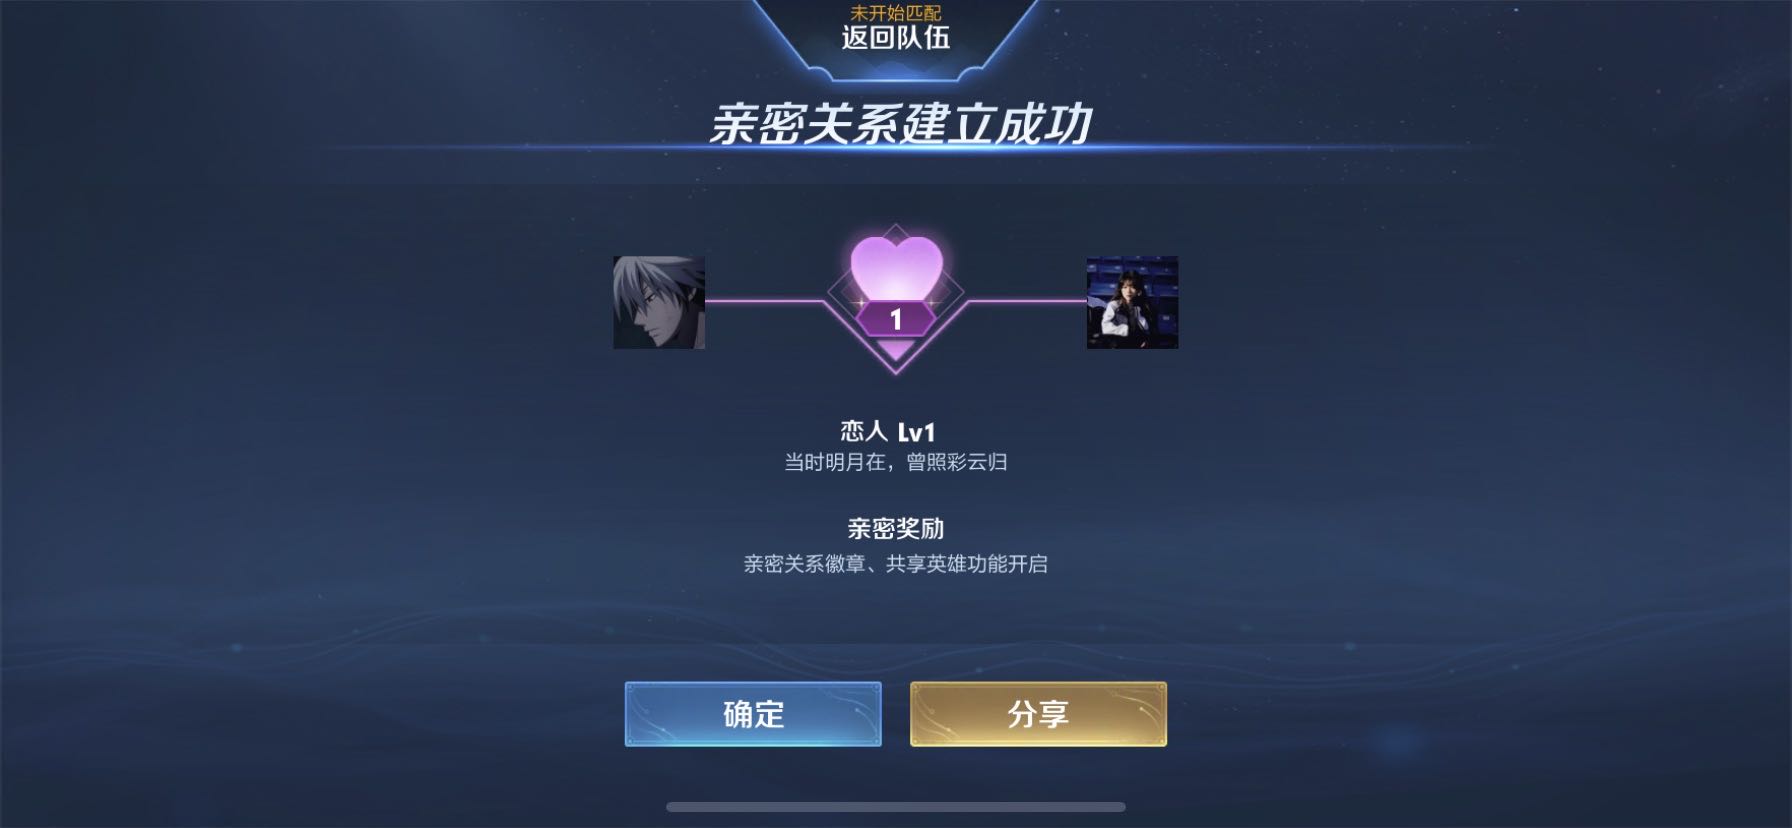 未开始匹配
返回队伍
亲密关系建立成功
1
恋人 Lv1
当时明月在，曾照彩云归
亲密奖励
亲密关系徽章、共享英雄功能开启
确定
分享